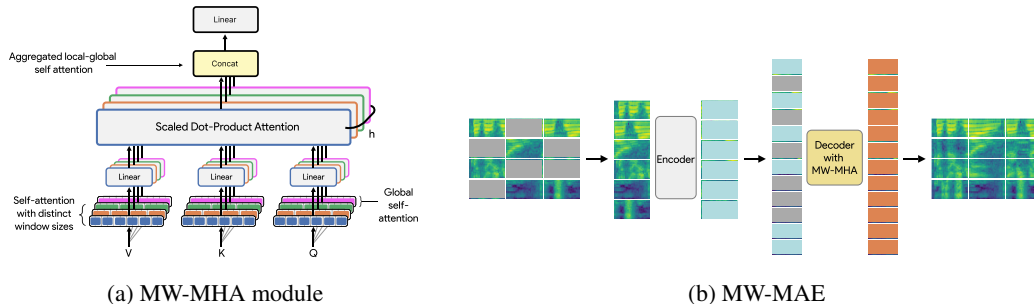 Linear
Aggregated local-global
self attention
Concat
Scaled Dot-Product Attention
h
Linear
Linear
Linear
Self-attention
with distinct
window sizes
Global
self-
attention
V
K
Q
(a) MW-MHA module
Encoder
Decoder
with
MW-MHA
(b) MW-MAE